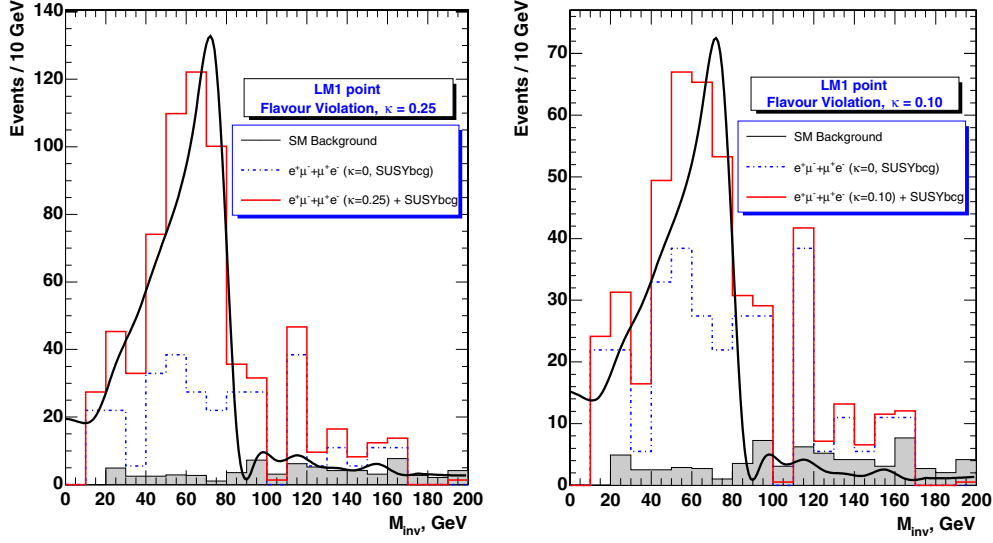 Events / 10 GeV
140
120
100
80
60
40
20
0
LM1 point
Flavour Violation, κ = 0.25
SM Background
e⁺μ⁻+μ⁺e⁻ (κ=0, SUSYbcg)
e⁺μ⁻+μ⁺e⁻ (κ=0.25) + SUSYbcg
0 20 40 60 80 100 120 140 160 180 200
M_inv, GeV
Events / 10 GeV
70
60
50
40
30
20
10
0
LM1 point
Flavour Violation, κ = 0.10
SM Background
e⁺μ⁻+μ⁺e⁻ (κ=0, SUSYbcg)
e⁺μ⁻+μ⁺e⁻ (κ=0.10) + SUSYbcg
0 20 40 60 80 100 120 140 160 180 200
M_inv, GeV